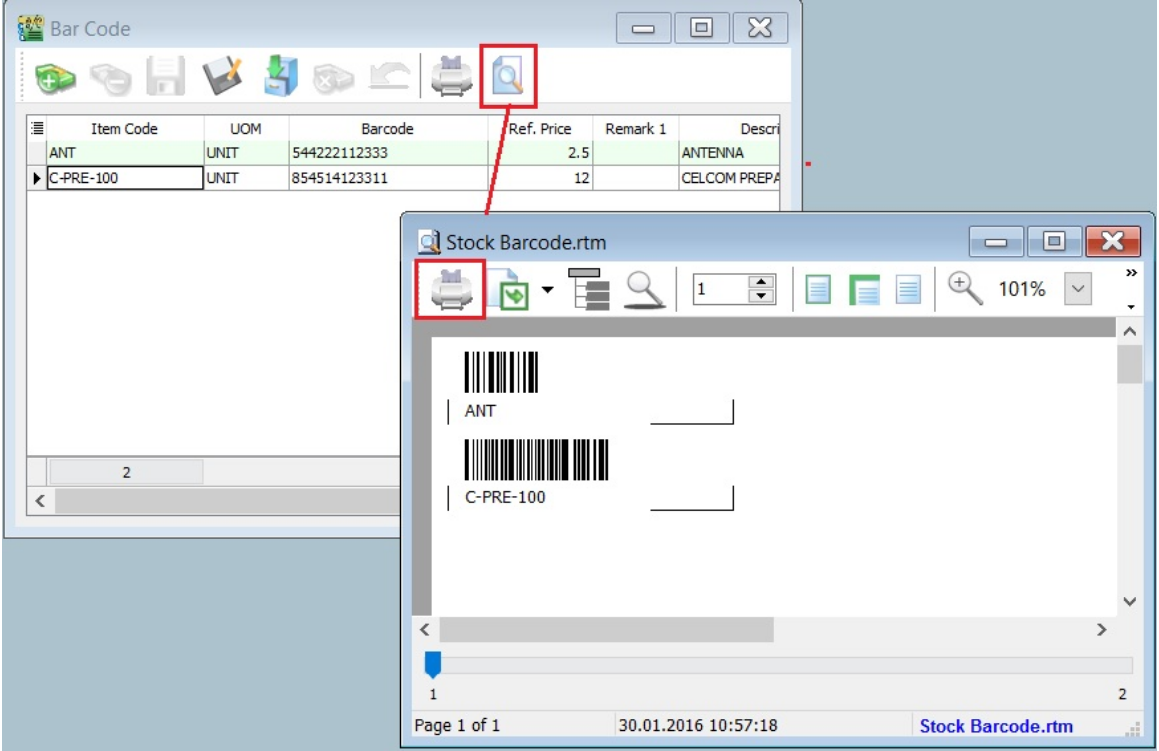 Bar Code
Item Code UOM Barcode Ref. Price Remark 1 Descri
ANT UNIT 544222112333 2.5 ANTENNA
C-PRE-100 UNIT 854514123311 12 CELCOM PREPA
2
Stock Barcode.rtm
1 101%
ANT
C-PRE-100
1 2
Page 1 of 1 30.01.2016 10:57:18 Stock Barcode.rtm